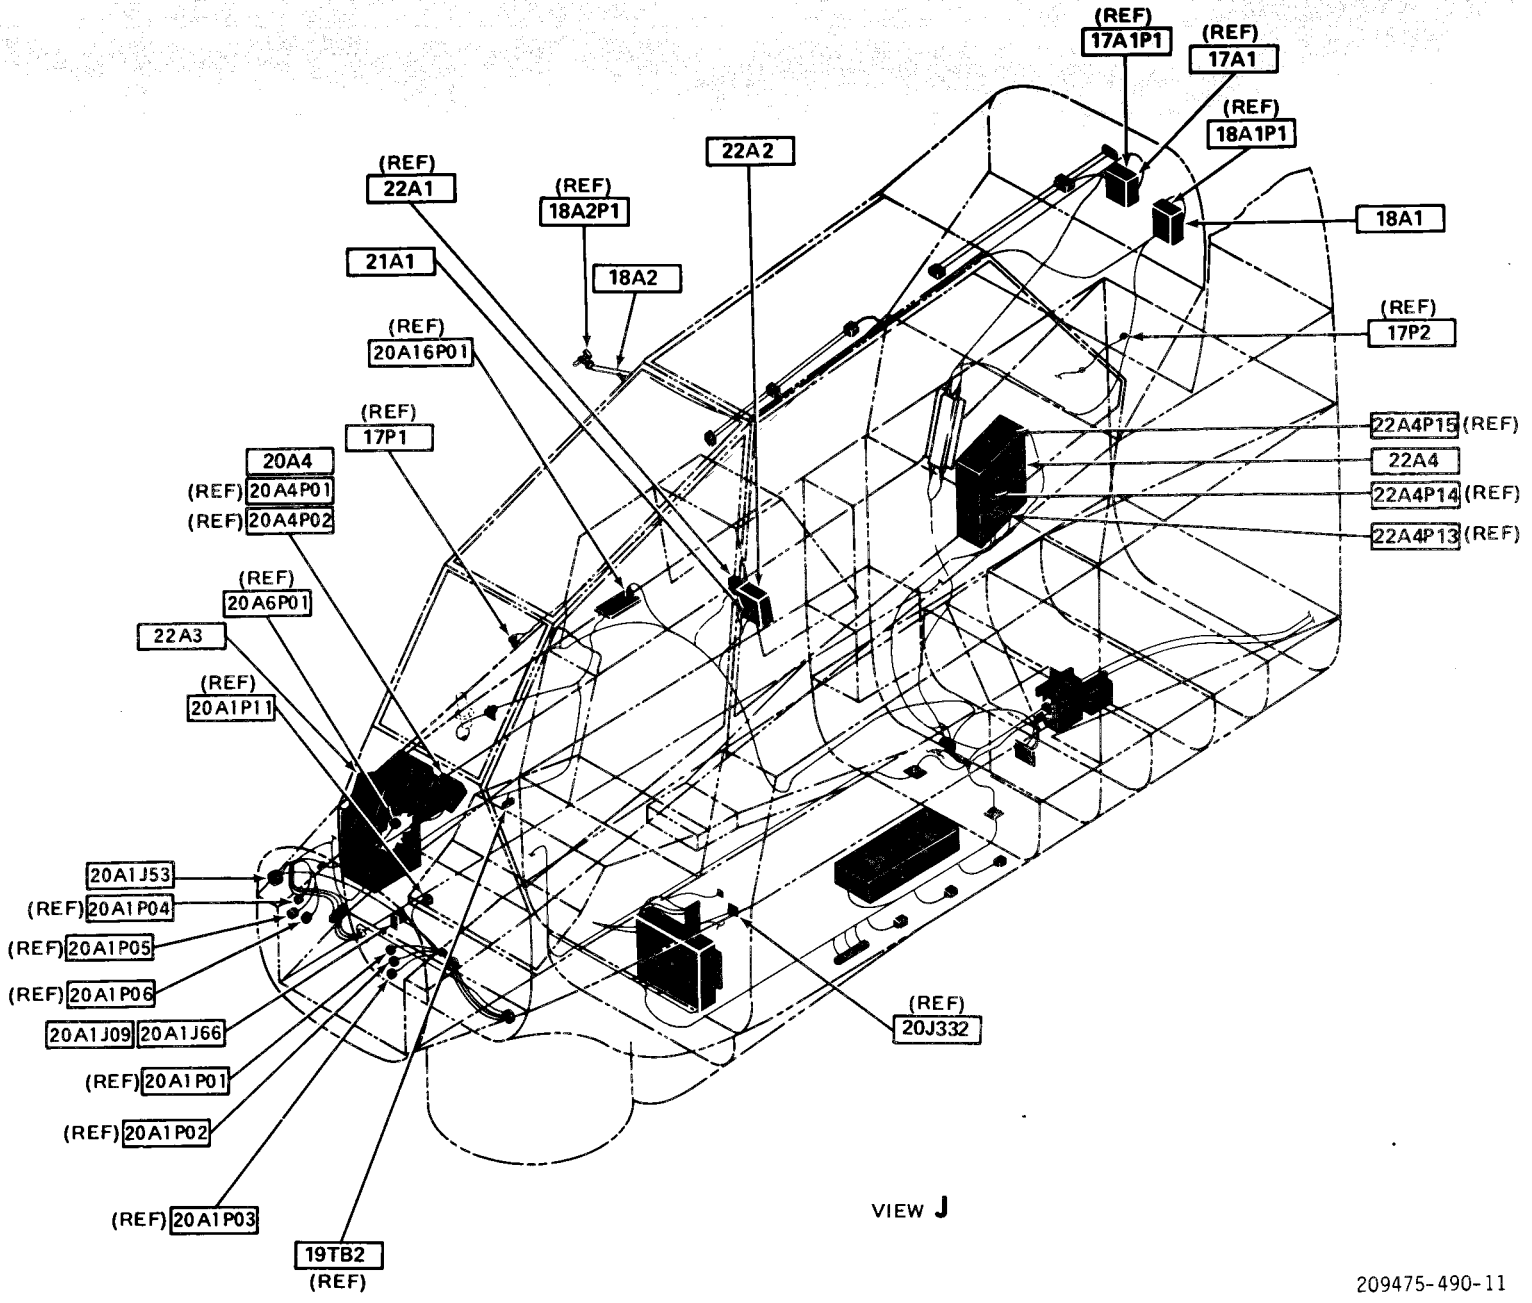 (REF)
17A1P1
(REF)
17A1
(REF)
18A1P1
22A2
(REF)
22A1
(REF)
18A2P1
18A1
21A1
18A2
(REF)
17P2
(REF)
20A16P01
(REF)
17P1
22A4P15 (REF)
22A4
22A4P14 (REF)
22A4P13 (REF)
20A4
(REF) 20A4P01
(REF) 20A4P02
(REF)
20A6P01
22A3
(REF)
20A1P11
20A1J53
(REF) 20A1P04
(REF) 20A1P05
(REF) 20A1P06
20A1J09 20A1J66
(REF) 20A1P01
(REF) 20A1P02
(REF) 20A1P03
19TB2
(REF)
(REF)
20J332
VIEW J
209475-490-11